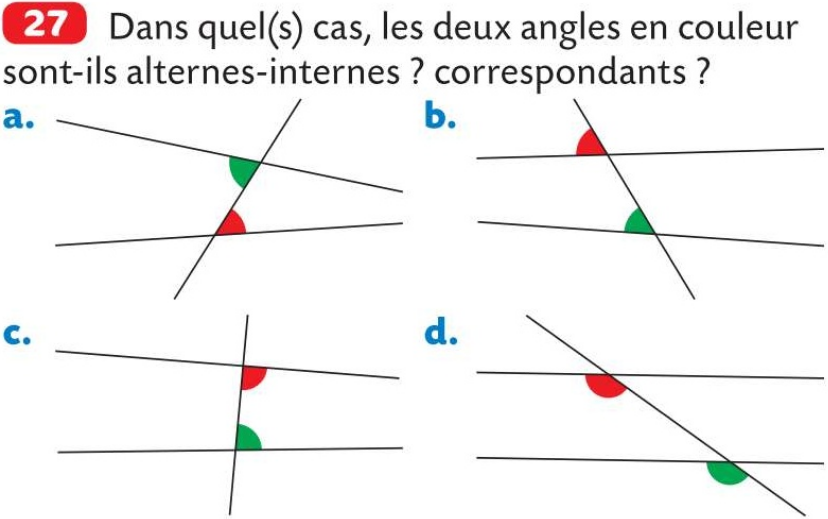 27 Dans quel(s) cas, les deux angles en couleur
sont-ils alternes-internes ? correspondants ?
a.
b.
c.
d.